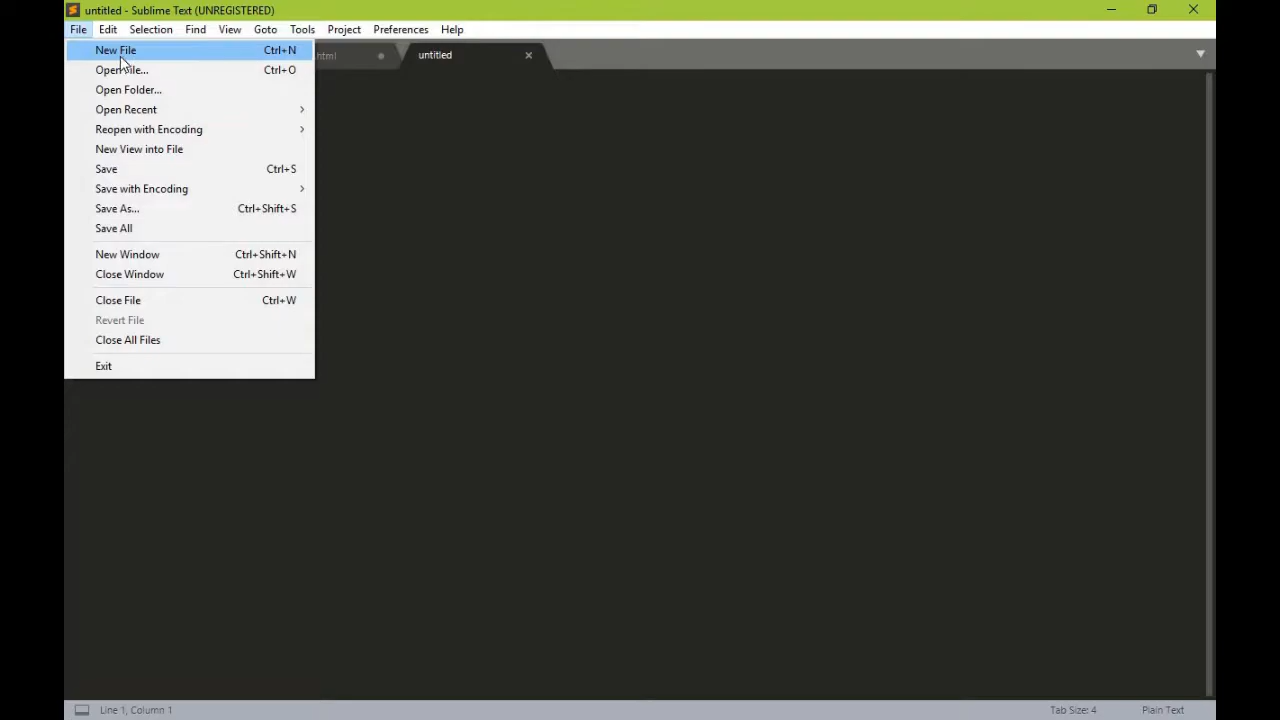 untitled - Sublime Text (UNREGISTERED)
File Edit Selection Find View Goto Tools Project Preferences Help
html untitled
New File Ctrl+N
Open File... Ctrl+O
Open Folder...
Open Recent
Reopen with Encoding
New View into File
Save Ctrl+S
Save with Encoding
Save As... Ctrl+Shift+S
Save All
New Window Ctrl+Shift+N
Close Window Ctrl+Shift+W
Close File Ctrl+W
Revert File
Close All Files
Exit
Line 1, Column 1 Tab Size: 4 Plain Text